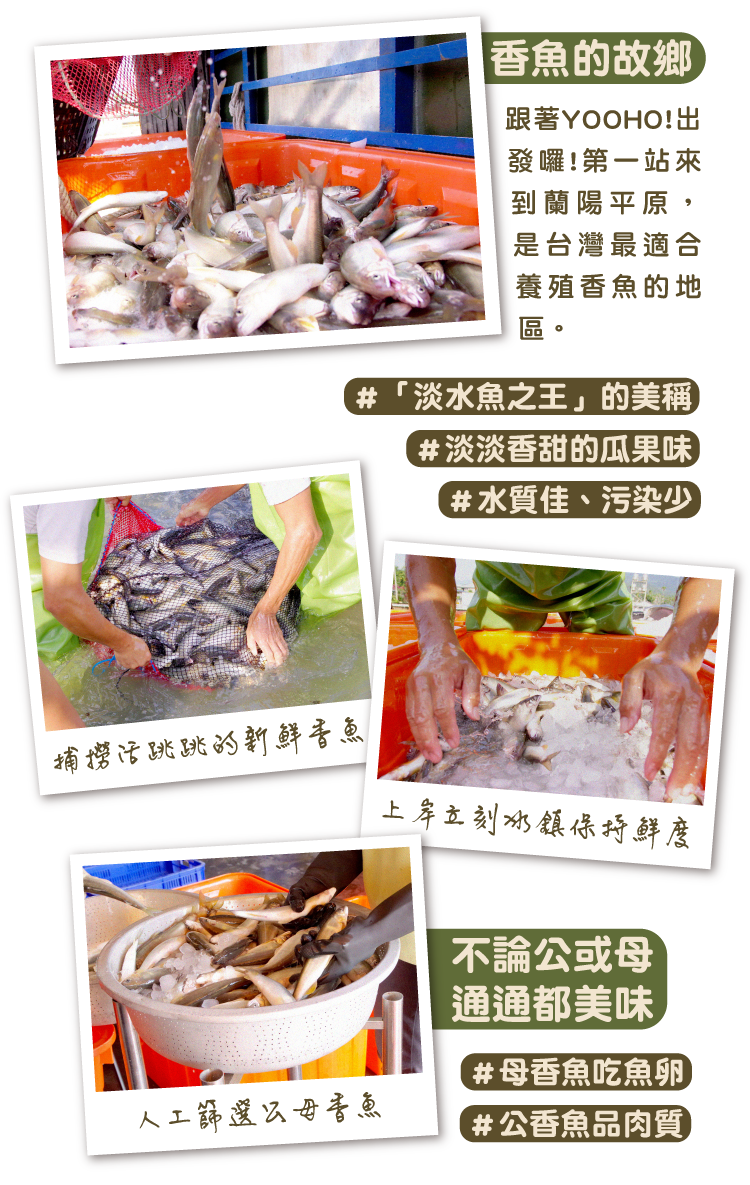 香魚的故鄉
跟著YOOHO!出
發囉!第一站來
到蘭陽平原，
是台灣最適合
養殖香魚的地
區。
#「淡水魚之王」的美稱
#淡淡香甜的瓜果味
#水質佳、污染少
捕撈活跳跳的新鮮香魚
上岸立刻冰鎮保持鮮度
不論公或母
通通都美味
#母香魚吃魚卵
#公香魚品肉質
人工篩選公母香魚